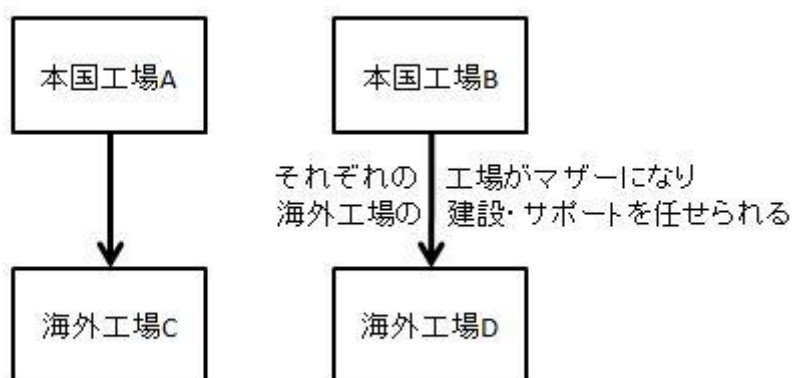 本国工場A
本国工場B
それぞれの工場がマザーになり
海外工場の建設・サポートを任せられる
海外工場C
海外工場D